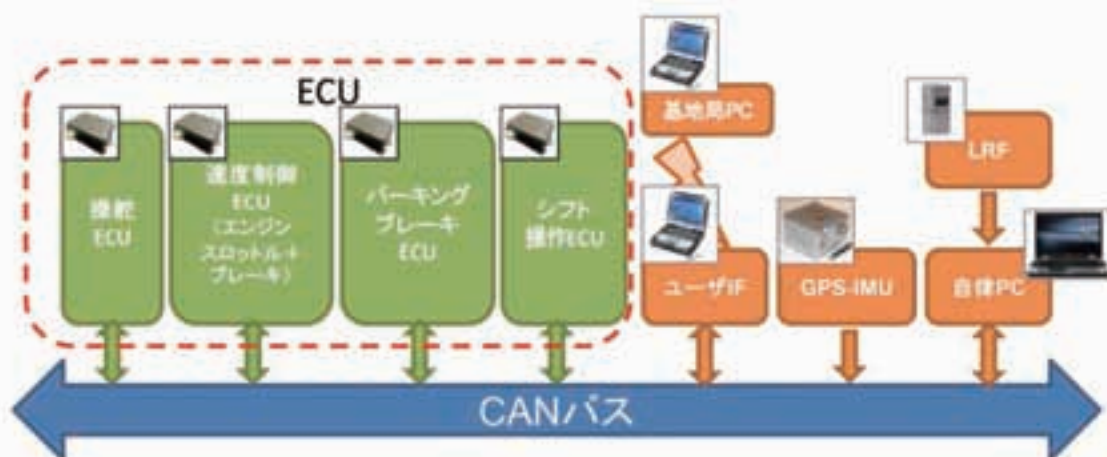 ECU
操舵
ECU
速度制御
ECU
(エンジン
スロットル+
ブレーキ)
パーキング
ブレーキ
ECU
シフト
操作ECU
基地局PC
ユーザIF
GPS-IMU
LRF
自律PC
CANバス